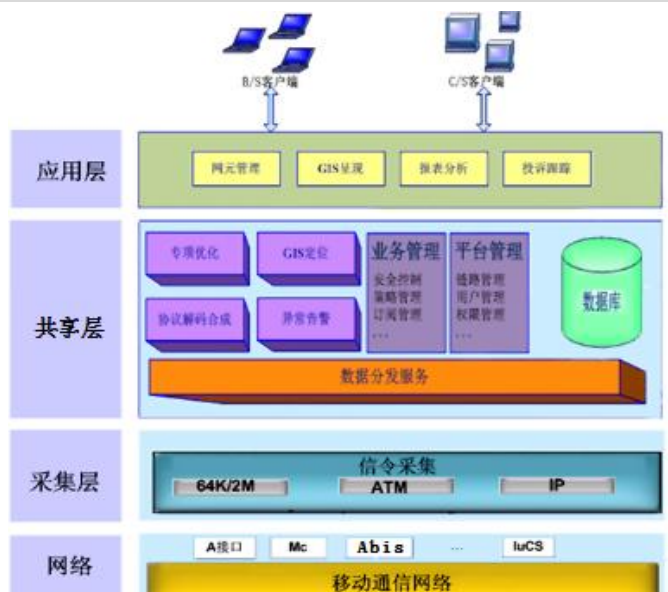 B/S客户端
C/S客户端
应用层
网元管理
GIS呈现
报表分析
投诉跟踪
共享层
专项优化
GIS定位
协议解码合成
异常告警
业务管理
安全控制
策略管理
订阅管理
...
平台管理
链路管理
用户管理
权限管理
...
数据库
数据分发服务
采集层
信令采集
64K/2M
ATM
IP
网络
A接口
Mc
Abis
...
IuCS
移动通信网络